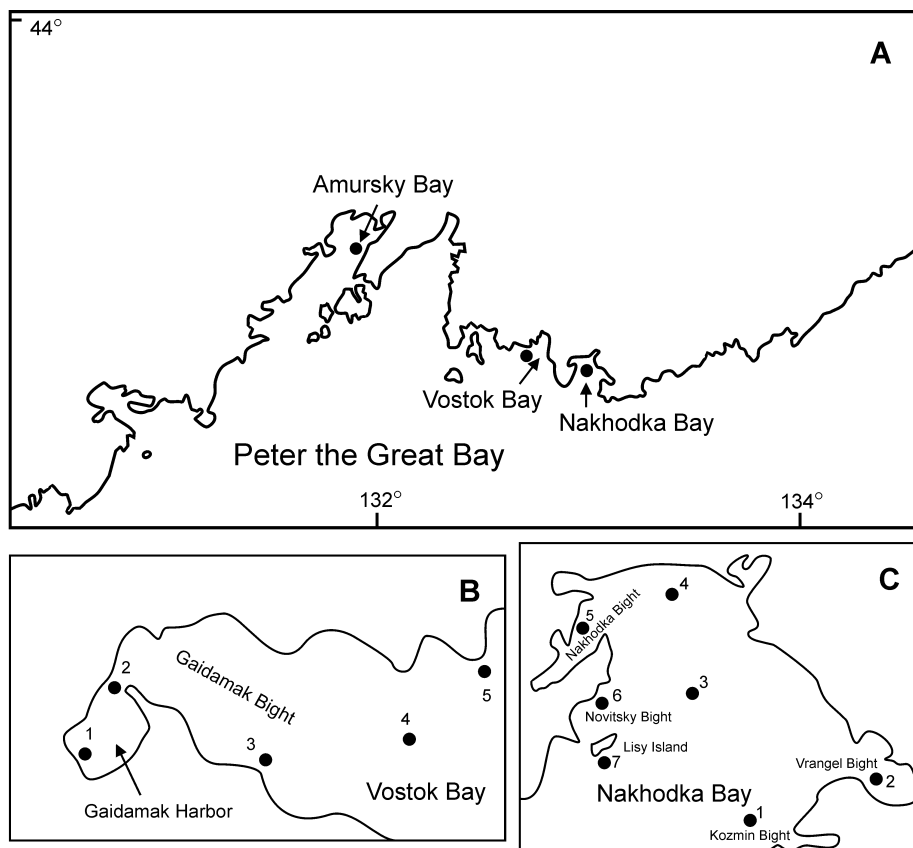 44°
A
Amursky Bay
Vostok Bay
Nakhodka Bay
Peter the Great Bay
132°
134°
B
2
Gaidamak Bight
5
4
1
3
Vostok Bay
Gaidamak Harbor
C
4
5
Nakhodka Bight
3
6
Novitsky Bight
Lisy Island
7
Vrangel Bight
2
Nakhodka Bay
1
Kozmin Bight